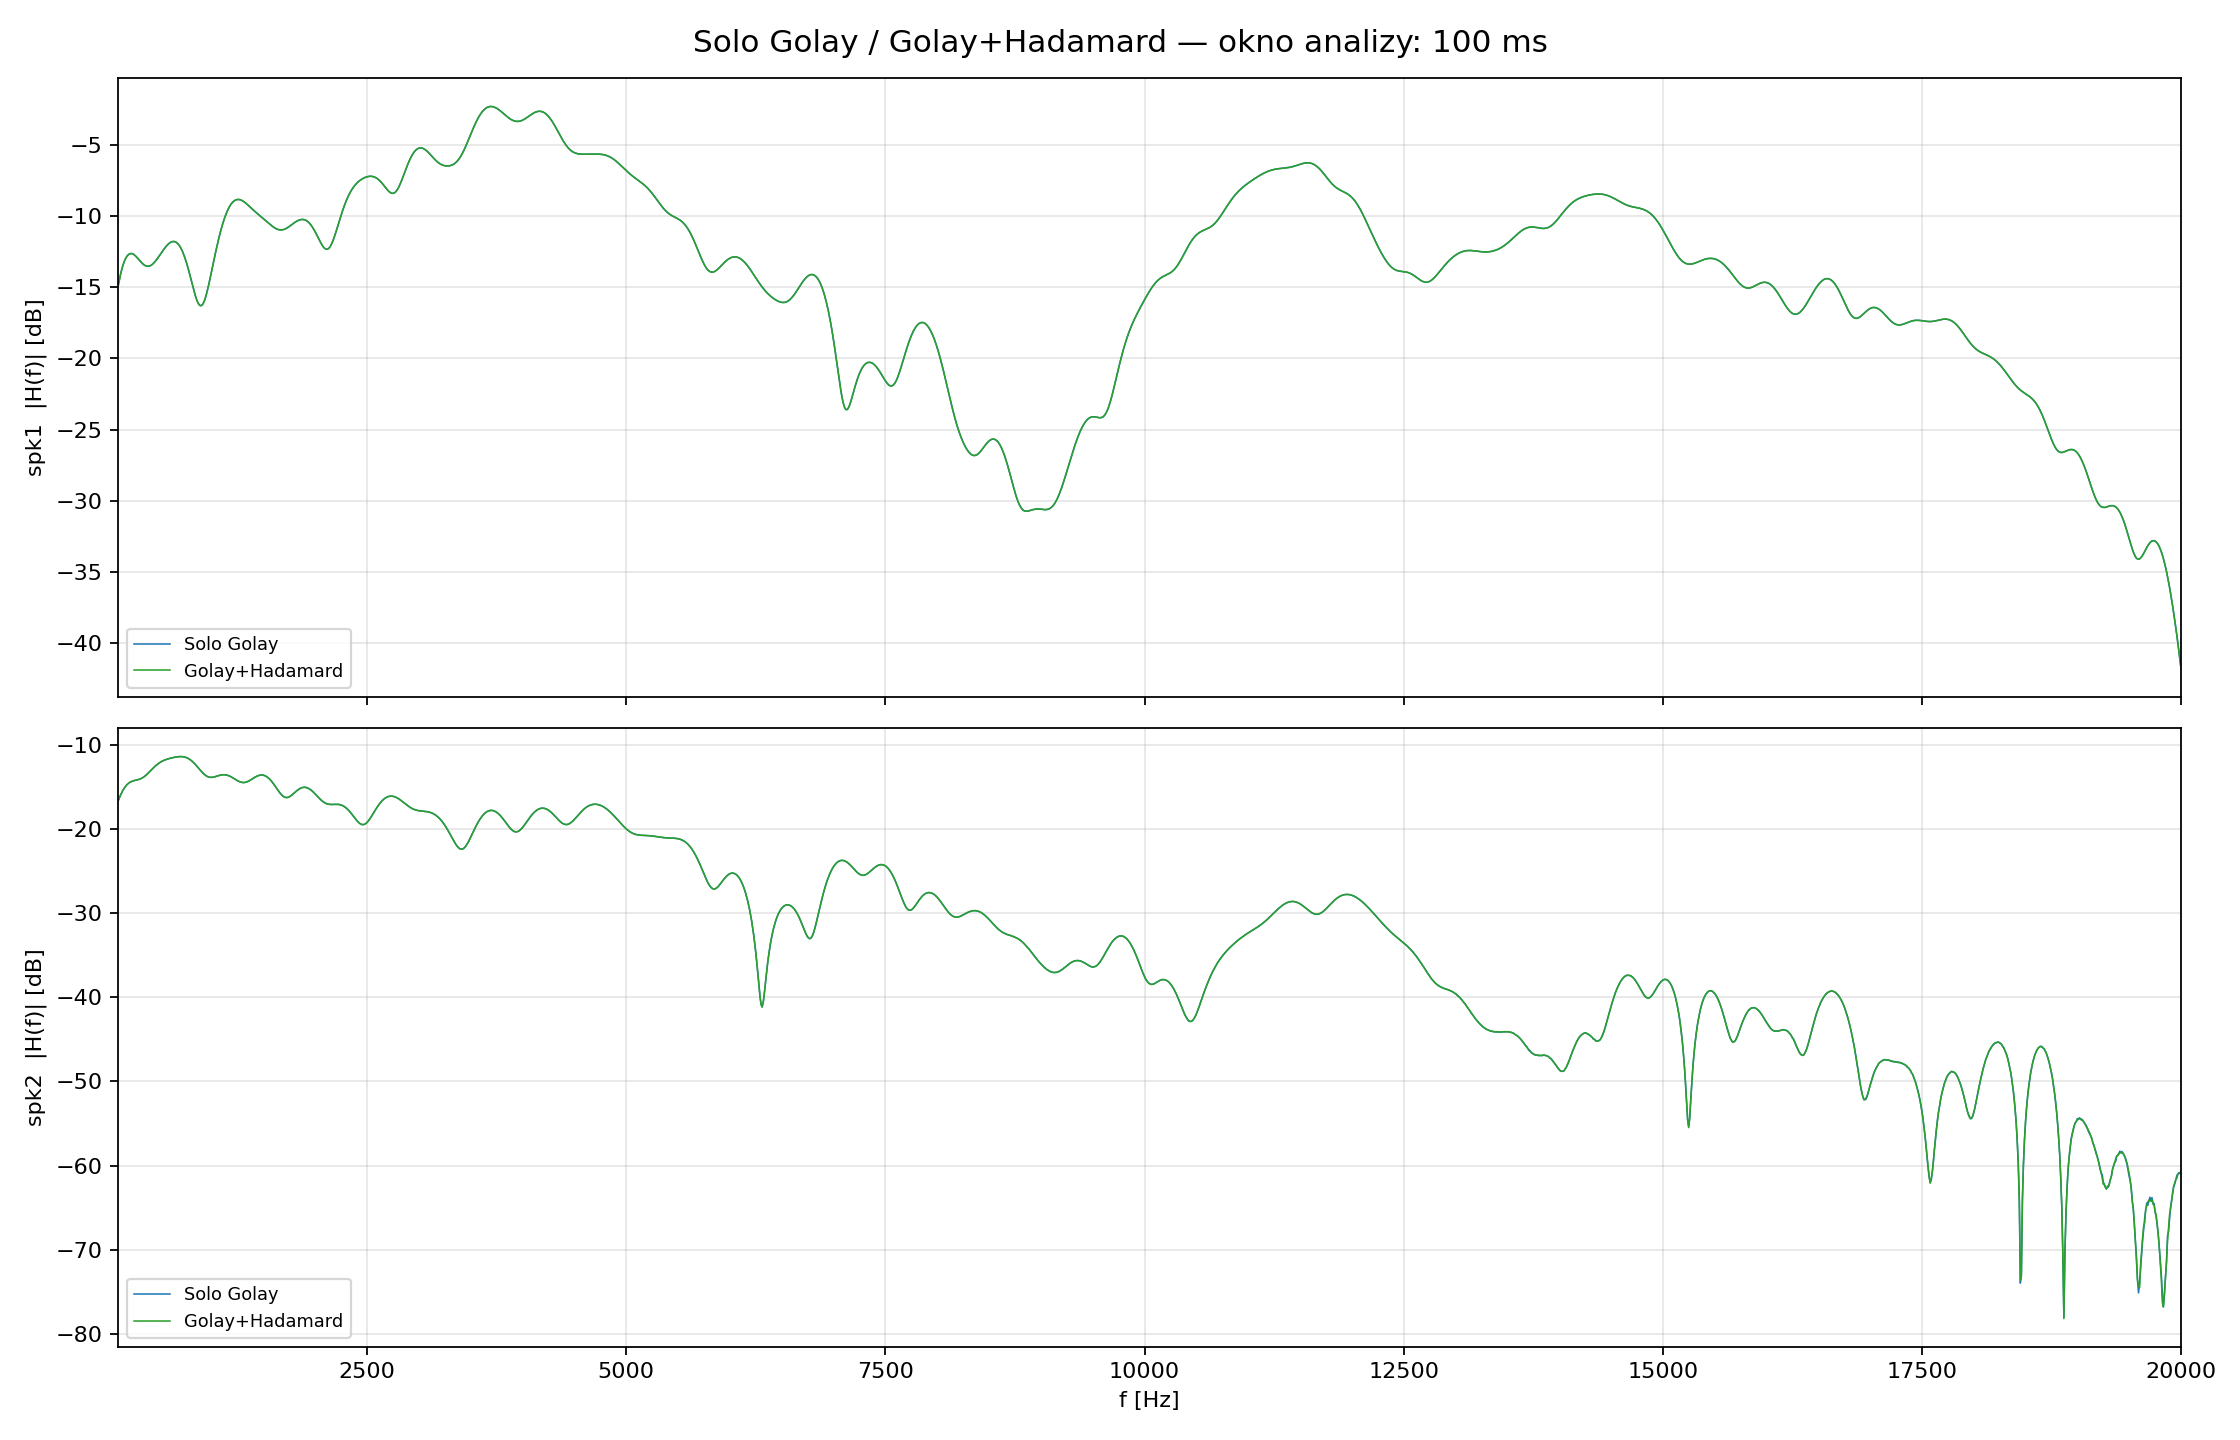 Solo Golay / Golay+Hadamard — okno analizy: 100 ms
spk1 |H(f)| [dB]
−5
−10
−15
−20
−25
−30
−35
−40
Solo Golay
Golay+Hadamard
spk2 |H(f)| [dB]
−10
−20
−30
−40
−50
−60
−70
−80
Solo Golay
Golay+Hadamard
2500 5000 7500 10000 12500 15000 17500 20000
f [Hz]